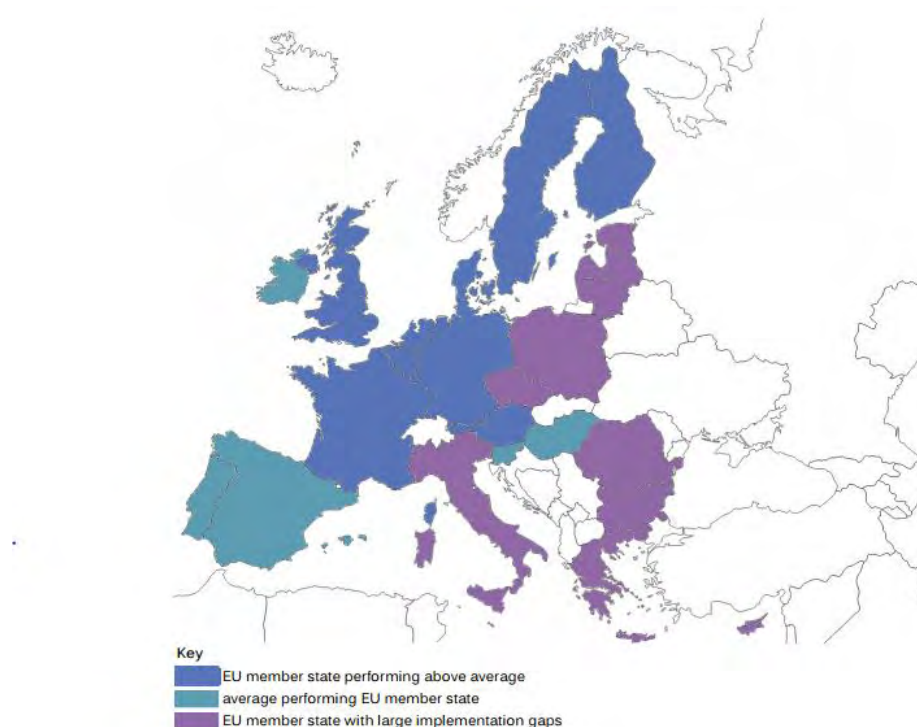 Key
EU member state performing above average
average performing EU member state
EU member state with large implementation gaps